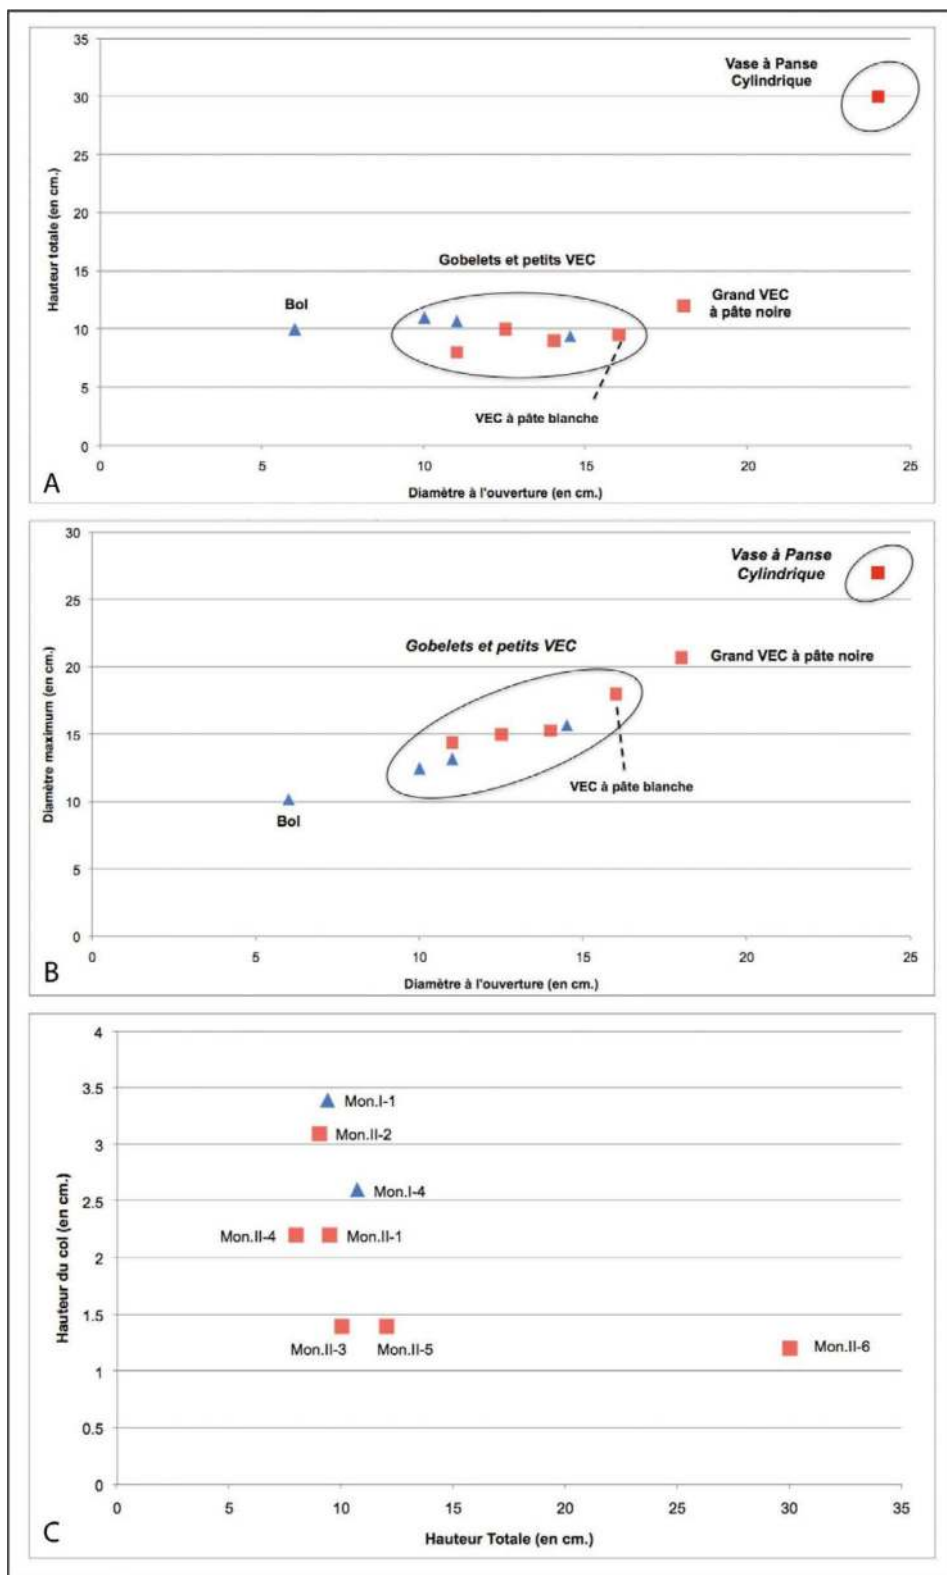 35
Vase à Panse
Cylindrique
30
25
20
Hauteur totale (en cm.)
15
Gobelets et petits VEC
Grand VEC
à pâte noire
Bol
10
5
VEC à pâte blanche
0
0 5 10 15 20 25
A
Diamètre à l'ouverture (en cm.)
30
Vase à Panse
Cylindrique
25
Gobelets et petits VEC
20
Grand VEC à pâte noire
Diamètre maximum (en cm.)
15
VEC à pâte blanche
10
Bol
5
0
0 5 10 15 20 25
B
Diamètre à l'ouverture (en cm.)
4
3.5
Mon.I-1
Mon.II-2
3
2.5
Mon.I-4
Mon.II-4
Mon.II-1
Hauteur du col (en cm.)
2
1.5
Mon.II-3
Mon.II-5
Mon.II-6
1
0.5
0
0 5 10 15 20 25 30 35
C
Hauteur Totale (en cm.)